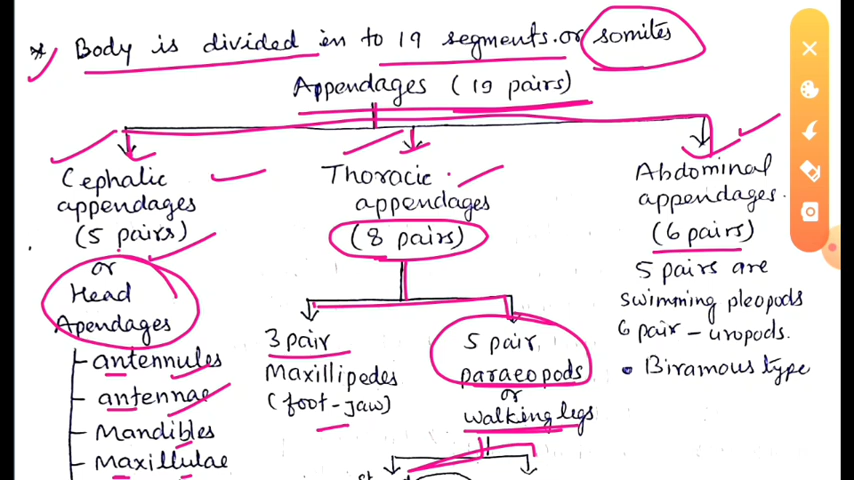 * Body is divided in to 19 segments. or somites
Appendages (19 pairs)
Cephalic
appendages
(5 pairs)
or
Head
Apendages
antennules
antennae
Mandibles
Maxillulae
Thoracic
appendages
(8 pairs)
3 pair
Maxillipedes
(foot-jaw)
5 pair
paraeopods
or
walking legs
st
Abdominal
appendages.
(6 pairs)
5 pairs are
swimming pleopods
6 pair - uropods.
• Biramous type